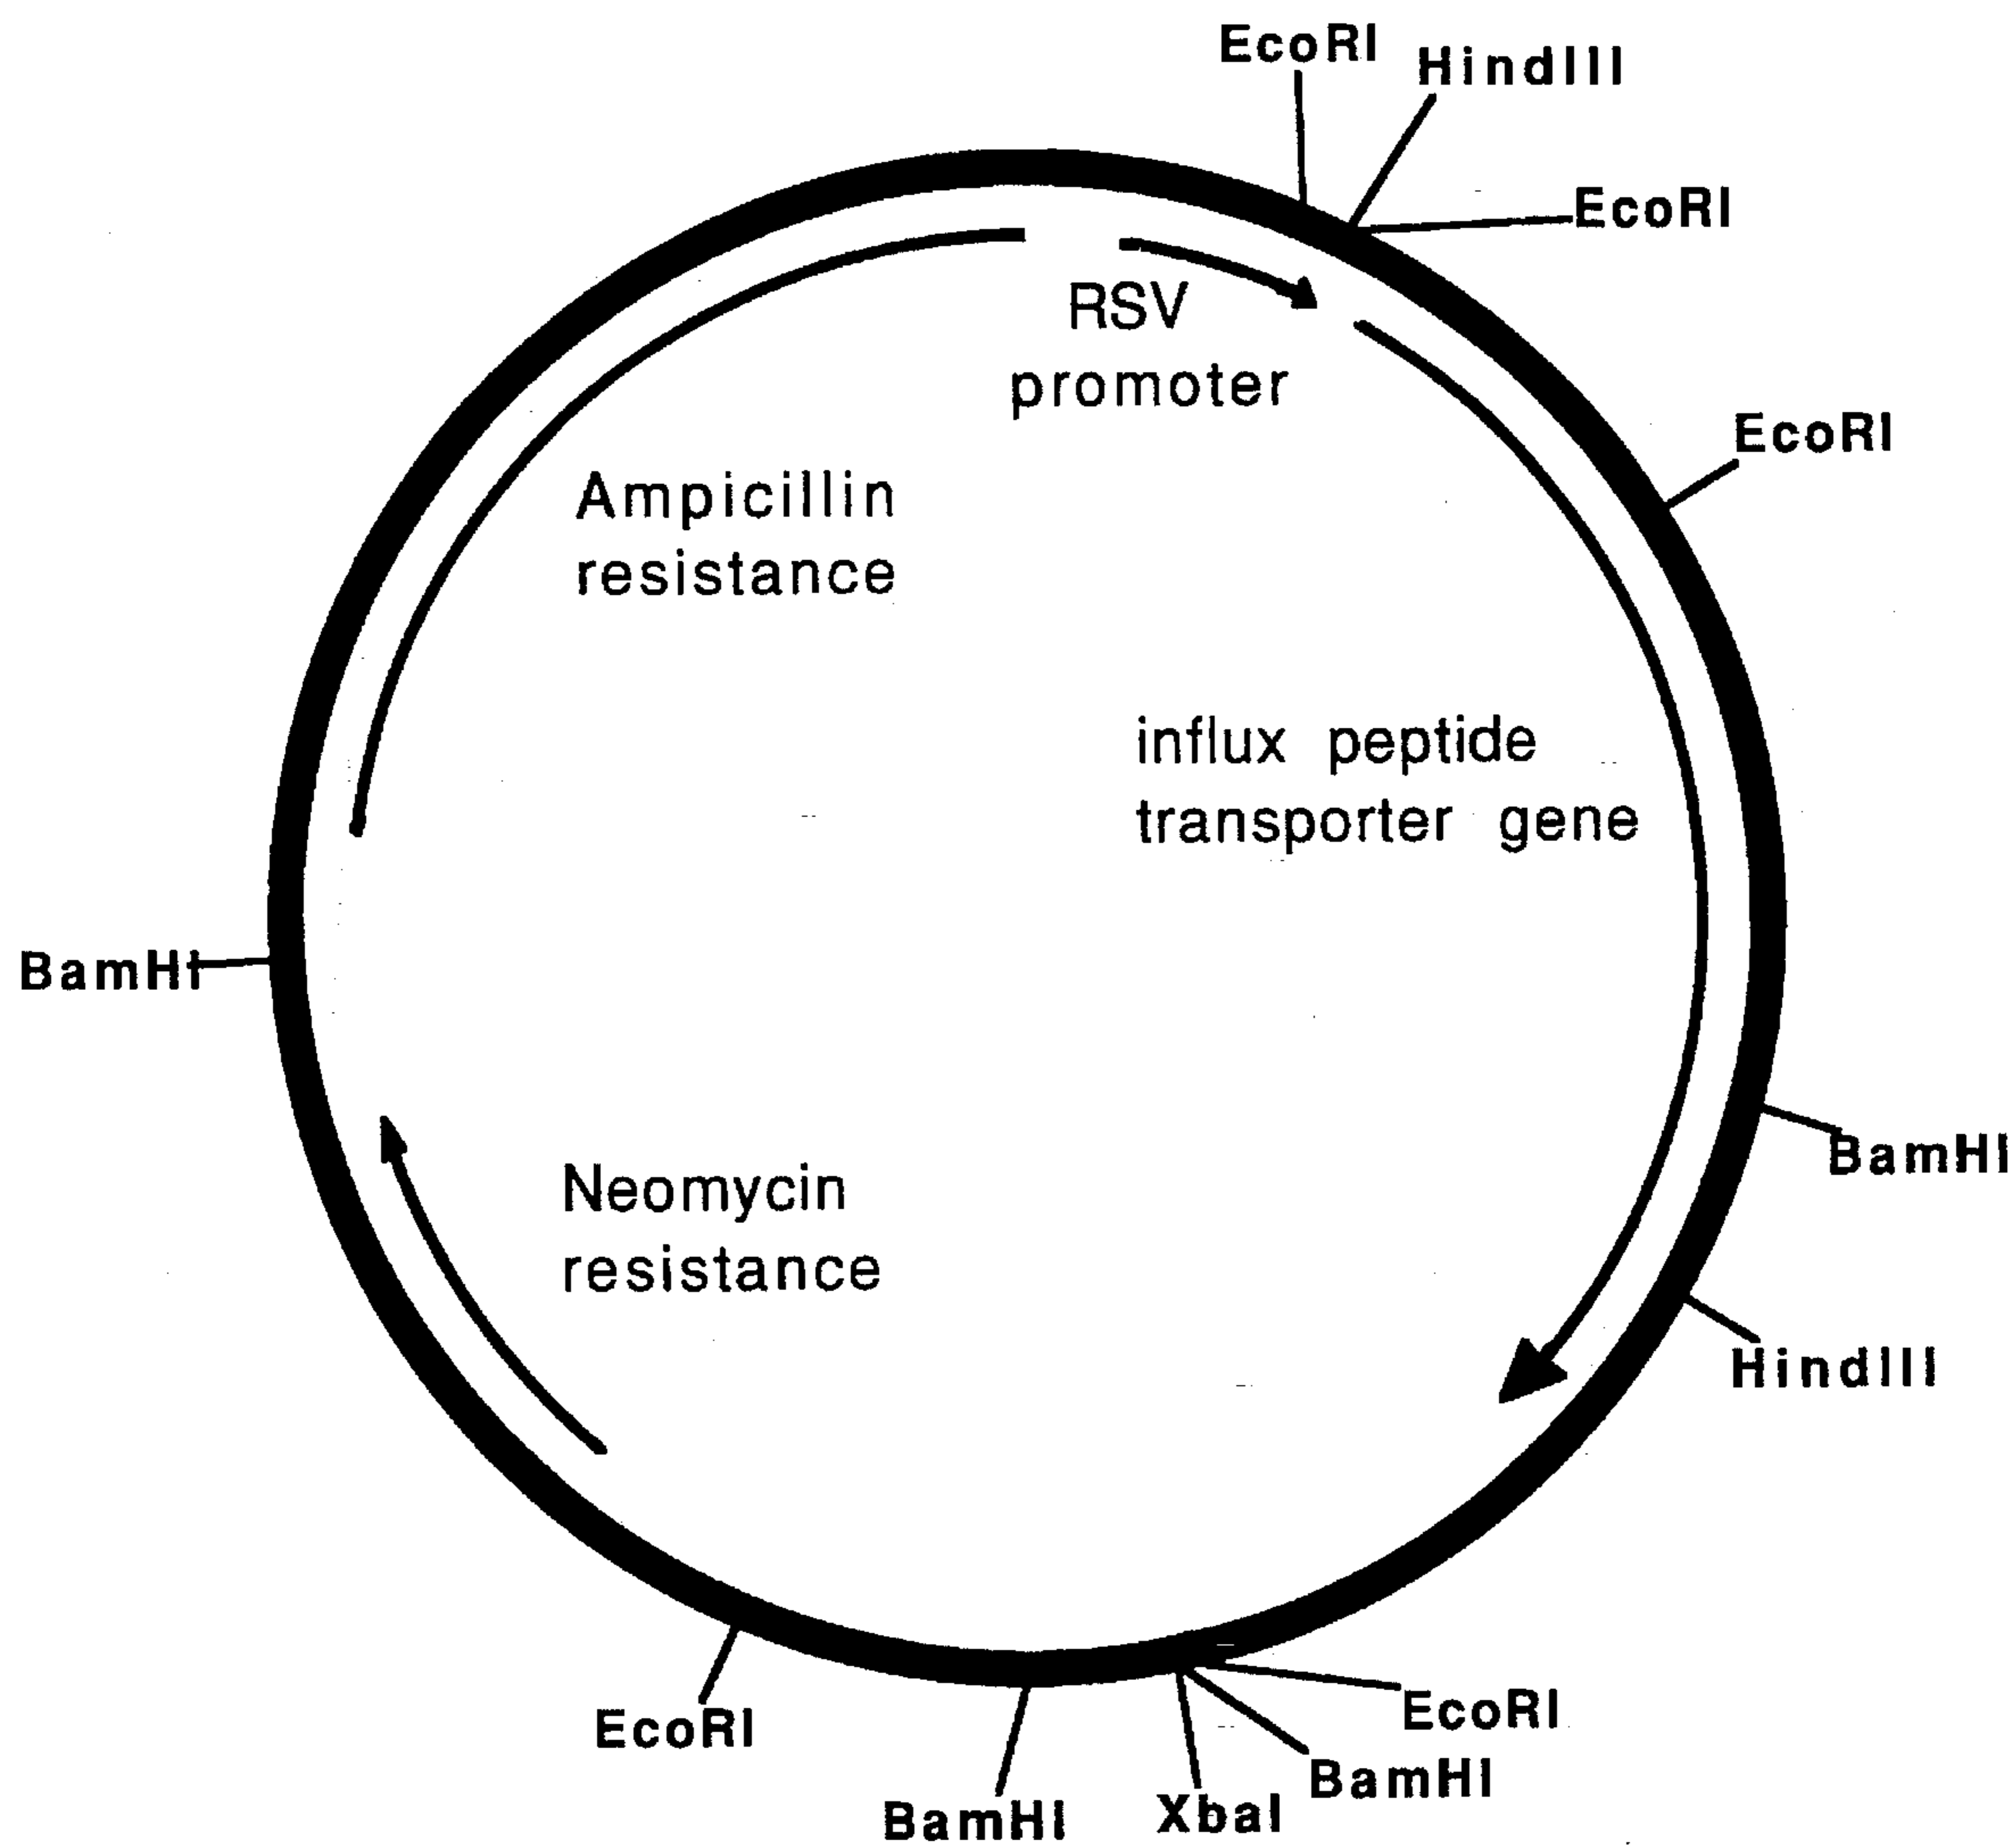 EcoRI
HindIII
EcoRI
RSV
promoter
EcoRI
Ampicillin
resistance
influx peptide
transporter gene
BamHI
BamHI
Neomycin
resistance
HindIII
EcoRI
EcoRI
BamHI
XbaI
BamHI